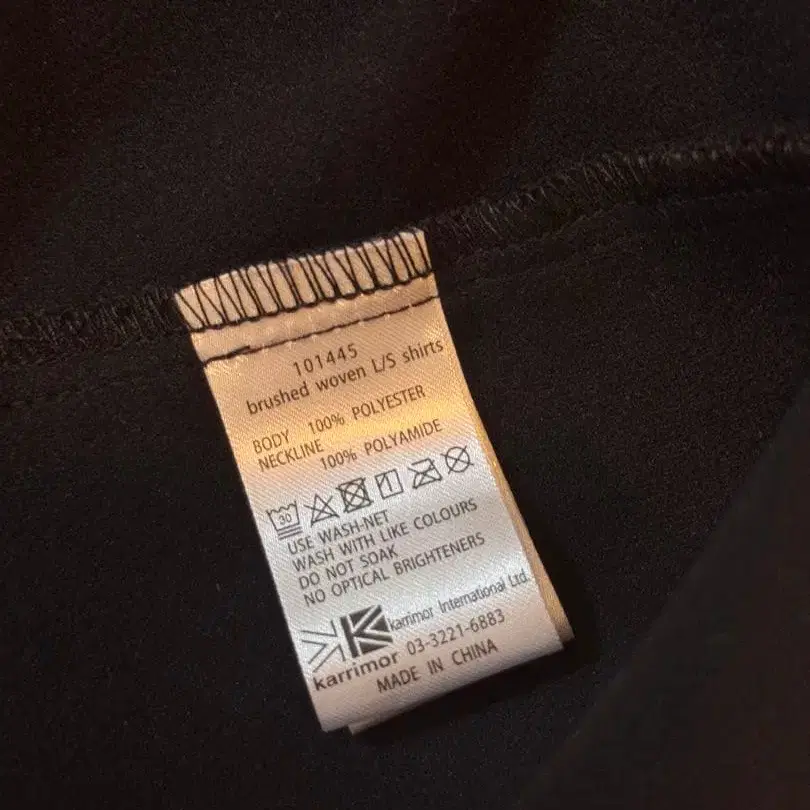 101445
brushed woven L/S shirts
BODY 100% POLYESTER
NECKLINE
100% POLYAMIDE
30
USE WASH-NET
WASH WITH LIKE COLOURS
DO NOT SOAK
NO OPTICAL BRIGHTENERS
karrimor International Ltd.
karrimor 03-3221-6883
MADE IN CHINA